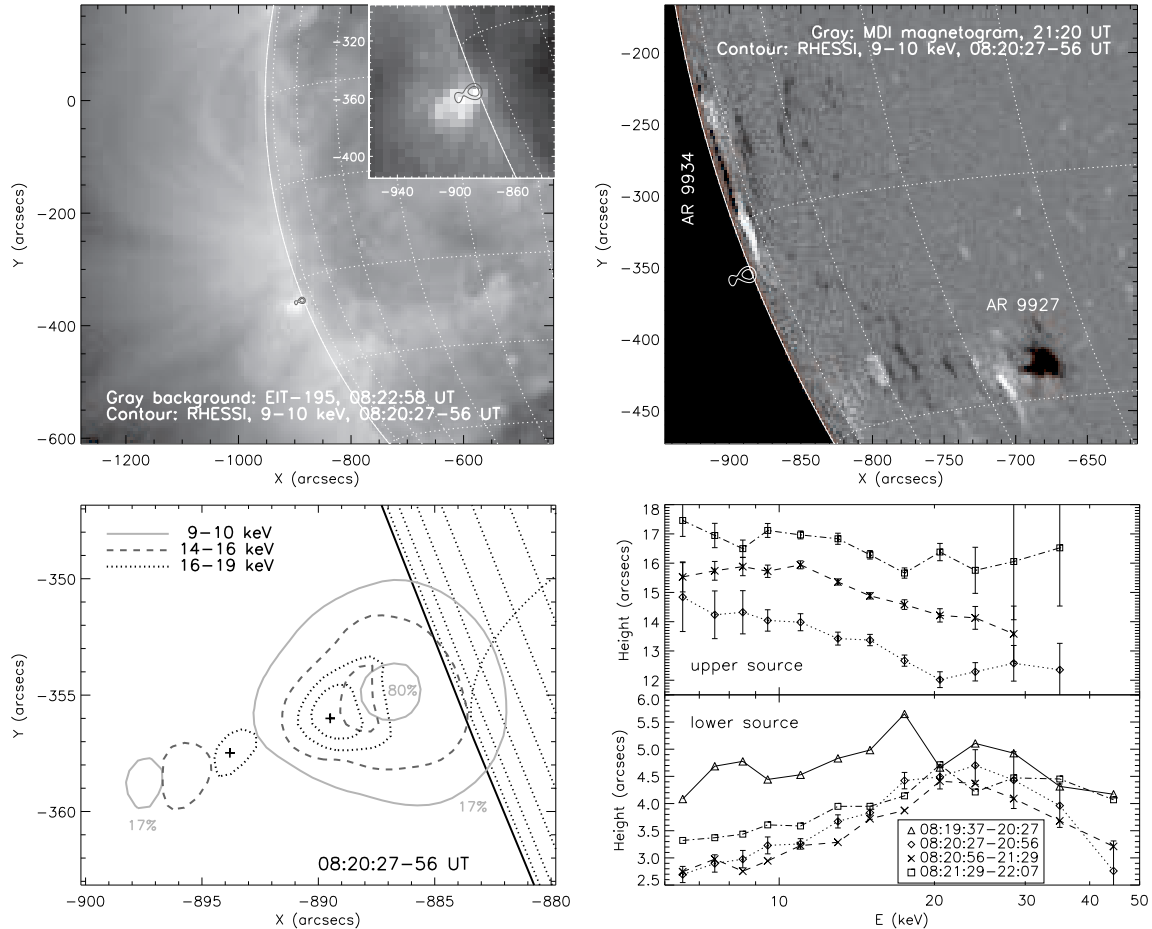 −320
−360
−400
−940
−900
−860
0
−200
−400
−600
Y (arcsecs)
Gray background: EIT−195, 08:22:58 UT
Contour: RHESSI, 9−10 keV, 08:20:27−56 UT
−1200
−1000
−800
−600
X (arcsecs)
Gray: MDI magnetogram, 21:20 UT
Contour: RHESSI, 9−10 keV, 08:20:27−56 UT
−200
−250
−300
−350
−400
−450
Y (arcsecs)
AR 9934
AR 9927
−900
−850
−800
−750
−700
−650
X (arcsecs)
9−10 keV
14−16 keV
16−19 keV
−350
−355
−360
Y (arcsecs)
80%
17%
17%
08:20:27−56 UT
−900
−895
−890
−885
−880
X (arcsecs)
18
17
16
15
14
13
12
Height (arcsecs)
upper source
6.0
5.5
5.0
4.5
4.0
3.5
3.0
2.5
Height (arcsecs)
lower source
08:19:37−20:27
08:20:27−20:56
08:20:56−21:29
08:21:29−22:07
10
20
30
40
50
E (keV)